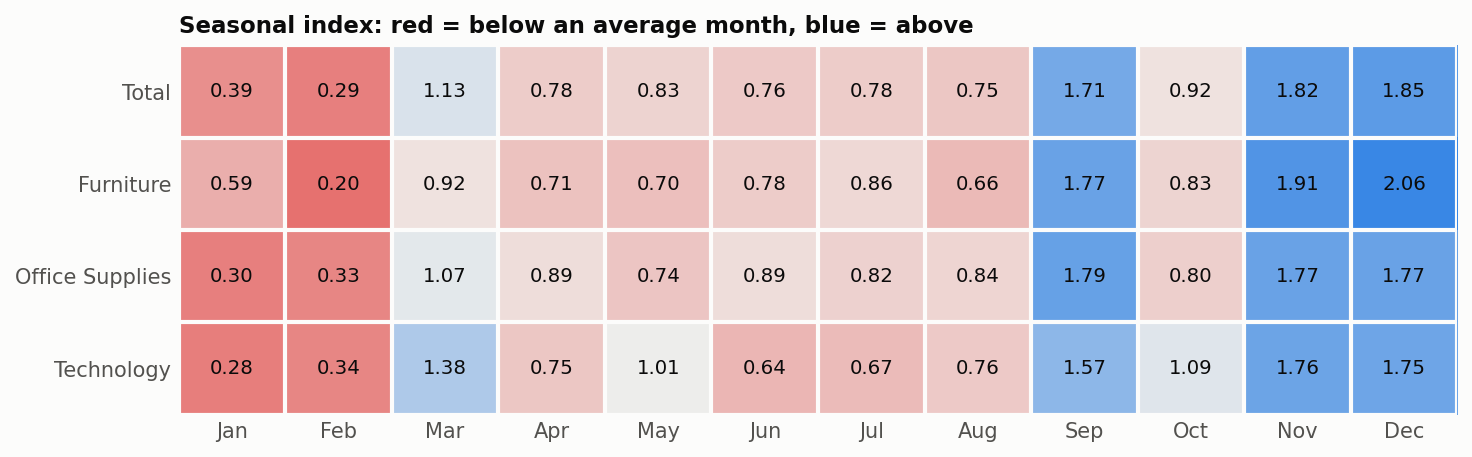 Seasonal index: red = below an average month, blue = above
Total 0.39 0.29 1.13 0.78 0.83 0.76 0.78 0.75 1.71 0.92 1.82 1.85
Furniture 0.59 0.20 0.92 0.71 0.70 0.78 0.86 0.66 1.77 0.83 1.91 2.06
Office Supplies 0.30 0.33 1.07 0.89 0.74 0.89 0.82 0.84 1.79 0.80 1.77 1.77
Technology 0.28 0.34 1.38 0.75 1.01 0.64 0.67 0.76 1.57 1.09 1.76 1.75
Jan Feb Mar Apr May Jun Jul Aug Sep Oct Nov Dec